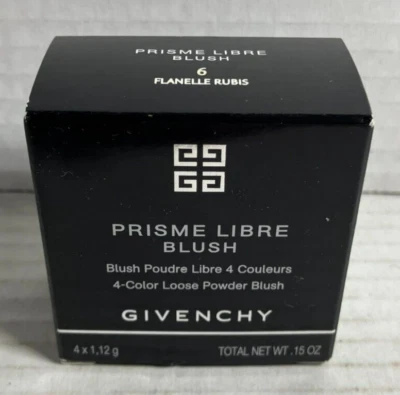 PRISME LIBRE
BLUSH
6
FLANELLE RUBIS
PRISME LIBRE
BLUSH
Blush Poudre Libre 4 Couleurs
4-Color Loose Powder Blush
GIVENCHY
4 x 1,12 g TOTAL NET WT .15 OZ